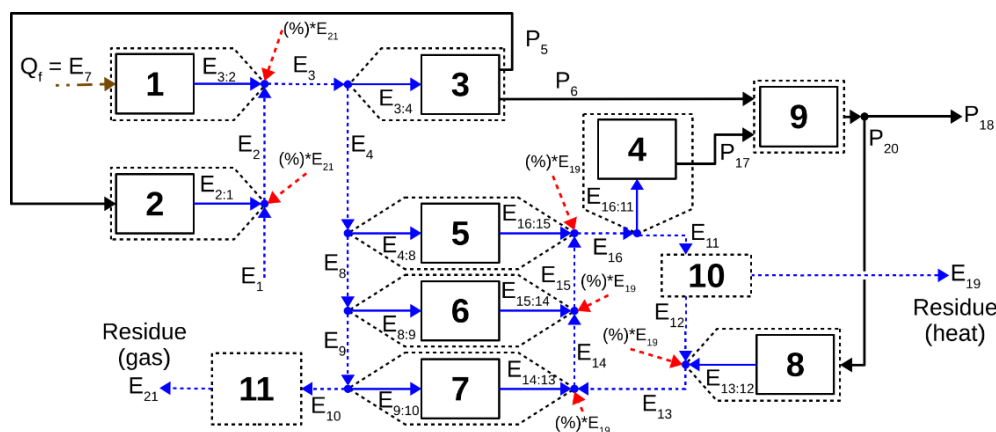 (%)*E₂₁
P₅
Q_f = E₇
1
E₃:₂
E₃
3
E₃:₄
P₆
9
P₁₈
P₂₀
E₂
E₄
4
P₁₇
(%)*E₂₁
(%)*E₁₉
2
E₂:₁
E₁₆:₁₁
E₁
5
E₁₆:₁₅
E₁₆
E₁₁
E₄:₈
E₈
E₁₅
(%)*E₁₉
10
E₁₉
6
E₁₅:₁₄
E₈:₉
Residue
(heat)
Residue
(gas)
E₁₂
(%)*E₁₉
E₉
E₁₄
8
E₁₃:₁₂
E₂₁
11
E₁₀
7
E₁₄:₁₃
E₉:₁₀
E₁₃
(%)*E₁₉